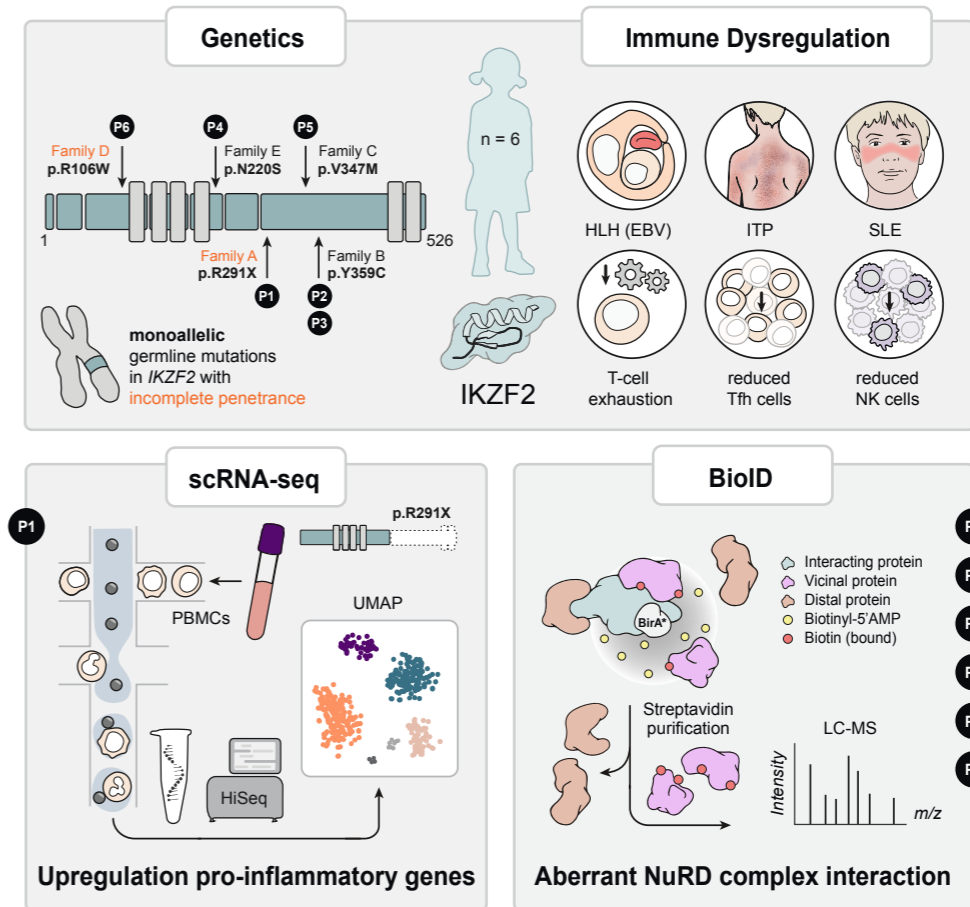 Genetics
P6
P4
P5
Family D
p.R106W
Family E
p.N220S
Family C
p.V347M
1
526
Family A
p.R291X
Family B
p.Y359C
P1
P2
P3
monoallelic
germline mutations
in IKZF2 with
incomplete penetrance
n = 6
IKZF2
Immune Dysregulation
HLH (EBV)
ITP
SLE
T-cell
exhaustion
reduced
Tfh cells
reduced
NK cells
scRNA-seq
P1
p.R291X
PBMCs
UMAP
HiSeq
Upregulation pro-inflammatory genes
BioID
Interacting protein
Vicinal protein
Distal protein
Biotinyl-5'AMP
Biotin (bound)
BirA*
Streptavidin
purification
LC-MS
Intensity
m/z
Aberrant NuRD complex interaction